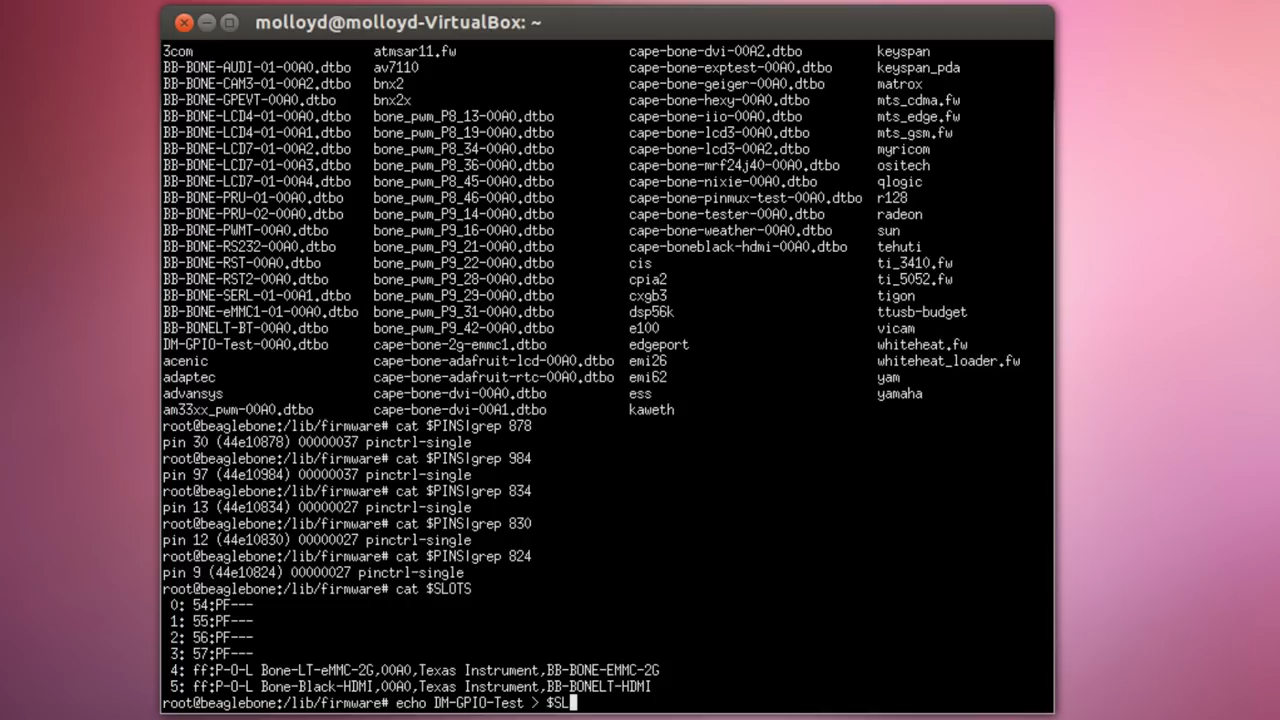 molloyd@molloyd-VirtualBox: ~
3com atmsar11.fw cape-bone-dvi-00A2.dtbo keyspan
BB-BONE-AUDI-01-00A0.dtbo av7110 cape-bone-exptest-00A0.dtbo keyspan_pda
BB-BONE-CAM3-01-00A2.dtbo bnx2 cape-bone-geiger-00A0.dtbo matrox
BB-BONE-GPEVT-00A0.dtbo bnx2x cape-bone-hexy-00A0.dtbo mts_cdma.fw
BB-BONE-LCD4-01-00A0.dtbo bone_pwm_P8_13-00A0.dtbo cape-bone-iio-00A0.dtbo mts_edge.fw
BB-BONE-LCD4-01-00A1.dtbo bone_pwm_P8_19-00A0.dtbo cape-bone-lcd3-00A0.dtbo mts_gsm.fw
BB-BONE-LCD7-01-00A2.dtbo bone_pwm_P8_34-00A0.dtbo cape-bone-lcd3-00A2.dtbo myricom
BB-BONE-LCD7-01-00A3.dtbo bone_pwm_P8_36-00A0.dtbo cape-bone-mrf24j40-00A0.dtbo ositech
BB-BONE-LCD7-01-00A4.dtbo bone_pwm_P8_45-00A0.dtbo cape-bone-nixie-00A0.dtbo qlogic
BB-BONE-PRU-01-00A0.dtbo bone_pwm_P8_46-00A0.dtbo cape-bone-pinmux-test-00A0.dtbo r128
BB-BONE-PRU-02-00A0.dtbo bone_pwm_P9_14-00A0.dtbo cape-bone-tester-00A0.dtbo radeon
BB-BONE-PWMT-00A0.dtbo bone_pwm_P9_16-00A0.dtbo cape-bone-weather-00A0.dtbo sun
BB-BONE-RS232-00A0.dtbo bone_pwm_P9_21-00A0.dtbo cape-boneblack-hdmi-00A0.dtbo tehuti
BB-BONE-RST-00A0.dtbo bone_pwm_P9_22-00A0.dtbo cis ti_3410.fw
BB-BONE-RST2-00A0.dtbo bone_pwm_P9_28-00A0.dtbo cpia2 ti_5052.fw
BB-BONE-SERL-01-00A1.dtbo bone_pwm_P9_29-00A0.dtbo cxgb3 tigon
BB-BONE-eMMC1-01-00A0.dtbo bone_pwm_P9_31-00A0.dtbo dsp56k ttusb-budget
BB-BONELT-BT-00A0.dtbo bone_pwm_P9_42-00A0.dtbo e100 vicam
DM-GPIO-Test-00A0.dtbo cape-bone-2g-emmc1.dtbo edgeport whiteheat.fw
acenic cape-bone-adafruit-lcd-00A0.dtbo emi26 whiteheat_loader.fw
adaptec cape-bone-adafruit-rtc-00A0.dtbo emi62 yam
advansys cape-bone-dvi-00A0.dtbo ess yamaha
am33xx_pwm-00A0.dtbo cape-bone-dvi-00A1.dtbo kaweth
root@beaglebone:/lib/firmware# cat $PINS|grep 878
pin 30 (44e10878) 00000037 pinctrl-single
root@beaglebone:/lib/firmware# cat $PINS|grep 984
pin 97 (44e10984) 00000037 pinctrl-single
root@beaglebone:/lib/firmware# cat $PINS|grep 834
pin 13 (44e10834) 00000027 pinctrl-single
root@beaglebone:/lib/firmware# cat $PINS|grep 830
pin 12 (44e10830) 00000027 pinctrl-single
root@beaglebone:/lib/firmware# cat $PINS|grep 824
pin 9 (44e10824) 00000027 pinctrl-single
root@beaglebone:/lib/firmware# cat $SLOTS
0: 54:PF---
1: 55:PF---
2: 56:PF---
3: 57:PF---
4: ff:P-O-L Bone-LT-eMMC-2G,00A0,Texas Instrument,BB-BONE-EMMC-2G
5: ff:P-O-L Bone-Black-HDMI,00A0,Texas Instrument,BB-BONELT-HDMI
root@beaglebone:/lib/firmware# echo DM-GPIO-Test > $SL